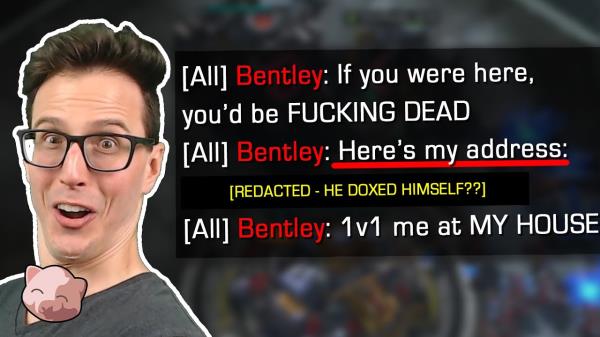 [All] Bentley: If you were here,
you'd be FUCKING DEAD
[All] Bentley: Here's my address:
[REDACTED - HE DOXED HIMSELF??]
[All] Bentley: 1v1 me at MY HOUSE